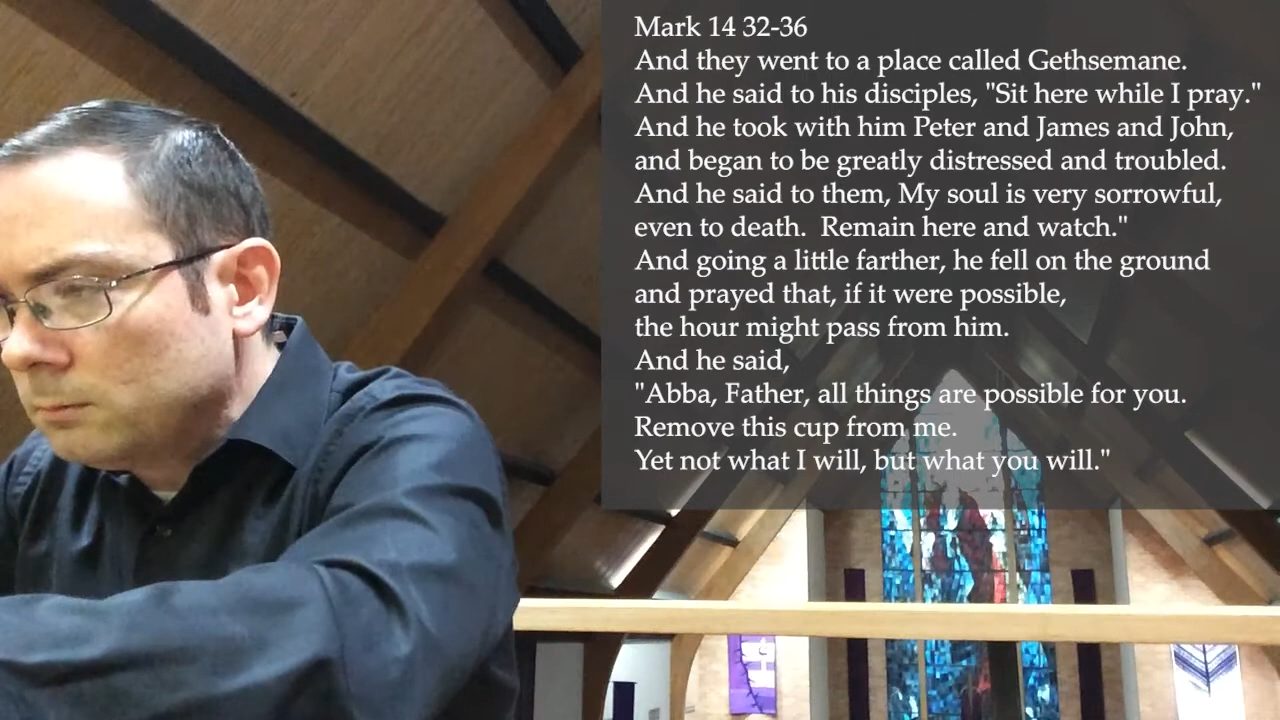 Mark 14 32-36
And they went to a place called Gethsemane.
And he said to his disciples, "Sit here while I pray."
And he took with him Peter and James and John,
and began to be greatly distressed and troubled.
And he said to them, My soul is very sorrowful,
even to death.  Remain here and watch."
And going a little farther, he fell on the ground
and prayed that, if it were possible,
the hour might pass from him.
And he said,
"Abba, Father, all things are possible for you.
Remove this cup from me.
Yet not what I will, but what you will."